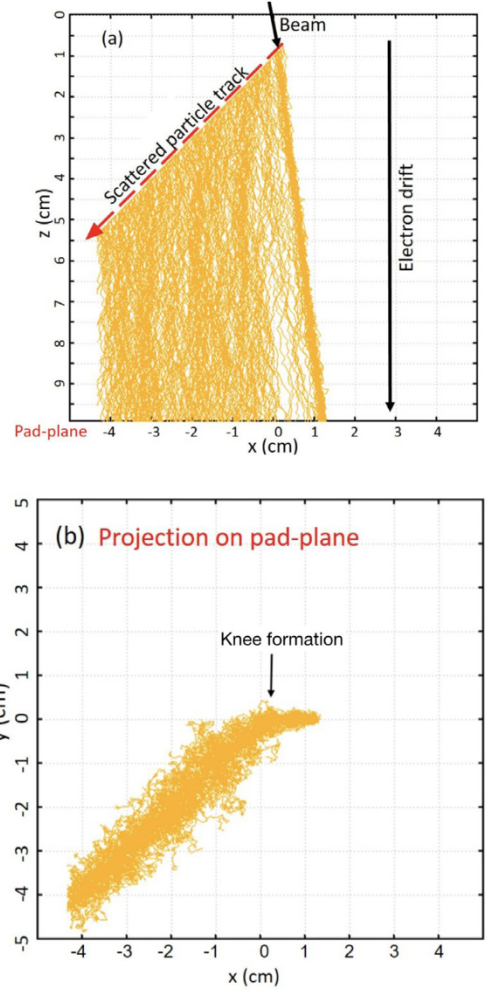 (a)
Beam
Scattered particle track
Electron drift
z (cm)
0
1
2
3
4
5
6
7
8
9
Pad-plane
-4 -3 -2 -1 0 1 2 3 4
x (cm)
(b) Projection on pad-plane
Knee formation
y (cm)
5
4
3
2
1
0
-1
-2
-3
-4
-5
-4 -3 -2 -1 0 1 2 3 4
x (cm)